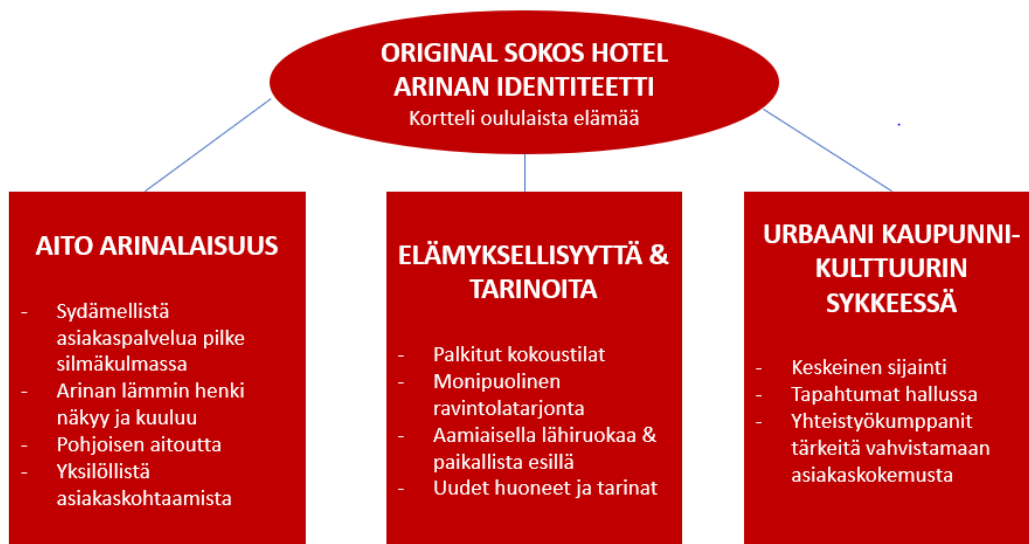 ORIGINAL SOKOS HOTEL
ARINAN IDENTITEETTI
Kortteli oululaista elämää
AITO ARINALAISUUS
- Sydämellistä
asiakaspalvelua pilke
silmäkulmassa
- Arinan lämmin henki
näkyy ja kuuluu
- Pohjoisen aitoutta
- Yksilöllistä
asiakaskohtaamista
ELÄMYKSELLISYYTTÄ &
TARINOITA
- Palkitut kokoustilat
- Monipuolinen
ravintolatarjonta
- Aamiaisella lähiruokaa &
paikallista esillä
- Uudet huoneet ja tarinat
URBAANI KAUPUNNI-
KULTTUURIN
SYKKEESSÄ
- Keskeinen sijainti
- Tapahtumat hallussa
- Yhteistyökumppanit
tärkeitä vahvistamaan
asiakaskokemusta